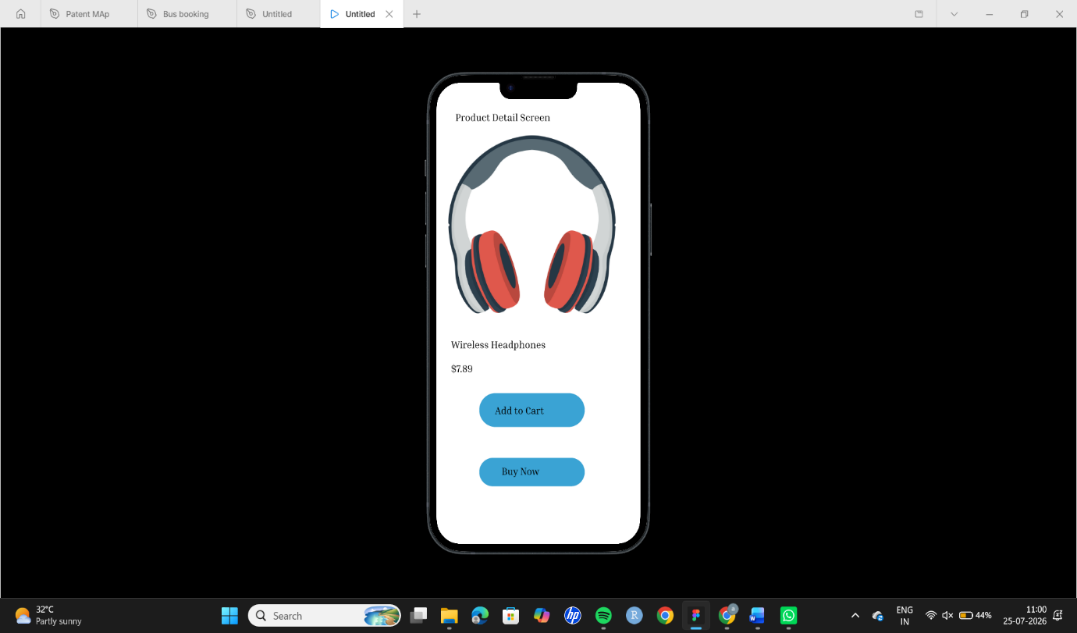 Patent MAp
Bus booking
Untitled
Untitled
Product Detail Screen
Wireless Headphones
$7.89
Add to Cart
Buy Now
32°C
Partly sunny
Search
hp
R
W
ENG
IN
44%
11:00
25-07-2026